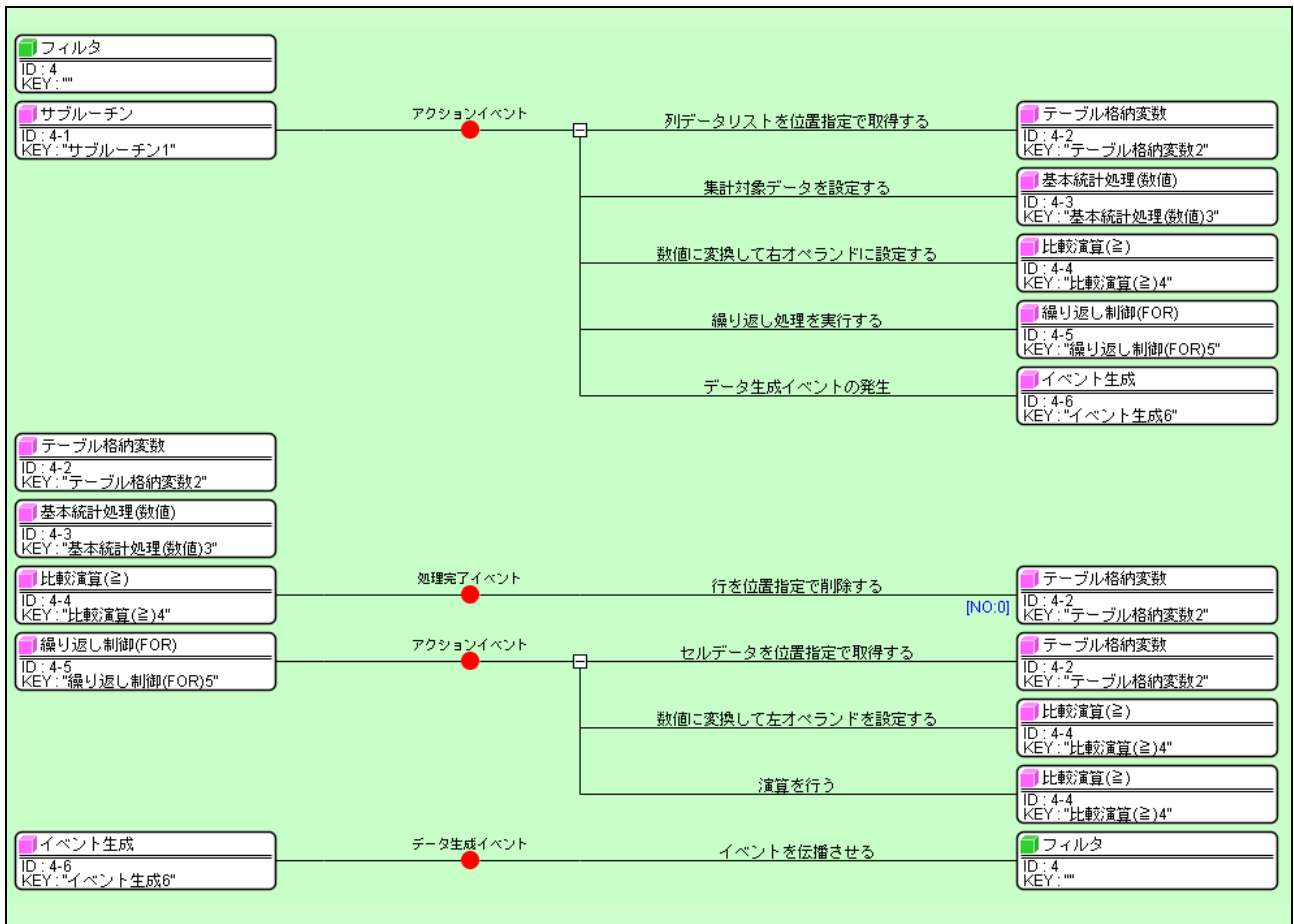 フィルタ
ID : 4
KEY : ""
サブルーチン
ID : 4-1
KEY : "サブルーチン1"
アクションイベント
列データリストを位置指定で取得する
テーブル格納変数
ID : 4-2
KEY : "テーブル格納変数2"
集計対象データを設定する
基本統計処理(数値)
ID : 4-3
KEY : "基本統計処理(数値)3"
数値に変換して右オペランドに設定する
比較演算(≧)
ID : 4-4
KEY : "比較演算(≧)4"
繰り返し処理を実行する
繰り返し制御(FOR)
ID : 4-5
KEY : "繰り返し制御(FOR)5"
データ生成イベントの発生
イベント生成
ID : 4-6
KEY : "イベント生成6"
テーブル格納変数
ID : 4-2
KEY : "テーブル格納変数2"
基本統計処理(数値)
ID : 4-3
KEY : "基本統計処理(数値)3"
比較演算(≧)
ID : 4-4
KEY : "比較演算(≧)4"
処理完了イベント
行を位置指定で削除する
[NO:0]
テーブル格納変数
ID : 4-2
KEY : "テーブル格納変数2"
繰り返し制御(FOR)
ID : 4-5
KEY : "繰り返し制御(FOR)5"
アクションイベント
セルデータを位置指定で取得する
テーブル格納変数
ID : 4-2
KEY : "テーブル格納変数2"
数値に変換して左オペランドを設定する
比較演算(≧)
ID : 4-4
KEY : "比較演算(≧)4"
演算を行う
比較演算(≧)
ID : 4-4
KEY : "比較演算(≧)4"
イベント生成
ID : 4-6
KEY : "イベント生成6"
データ生成イベント
イベントを伝播させる
フィルタ
ID : 4
KEY : ""